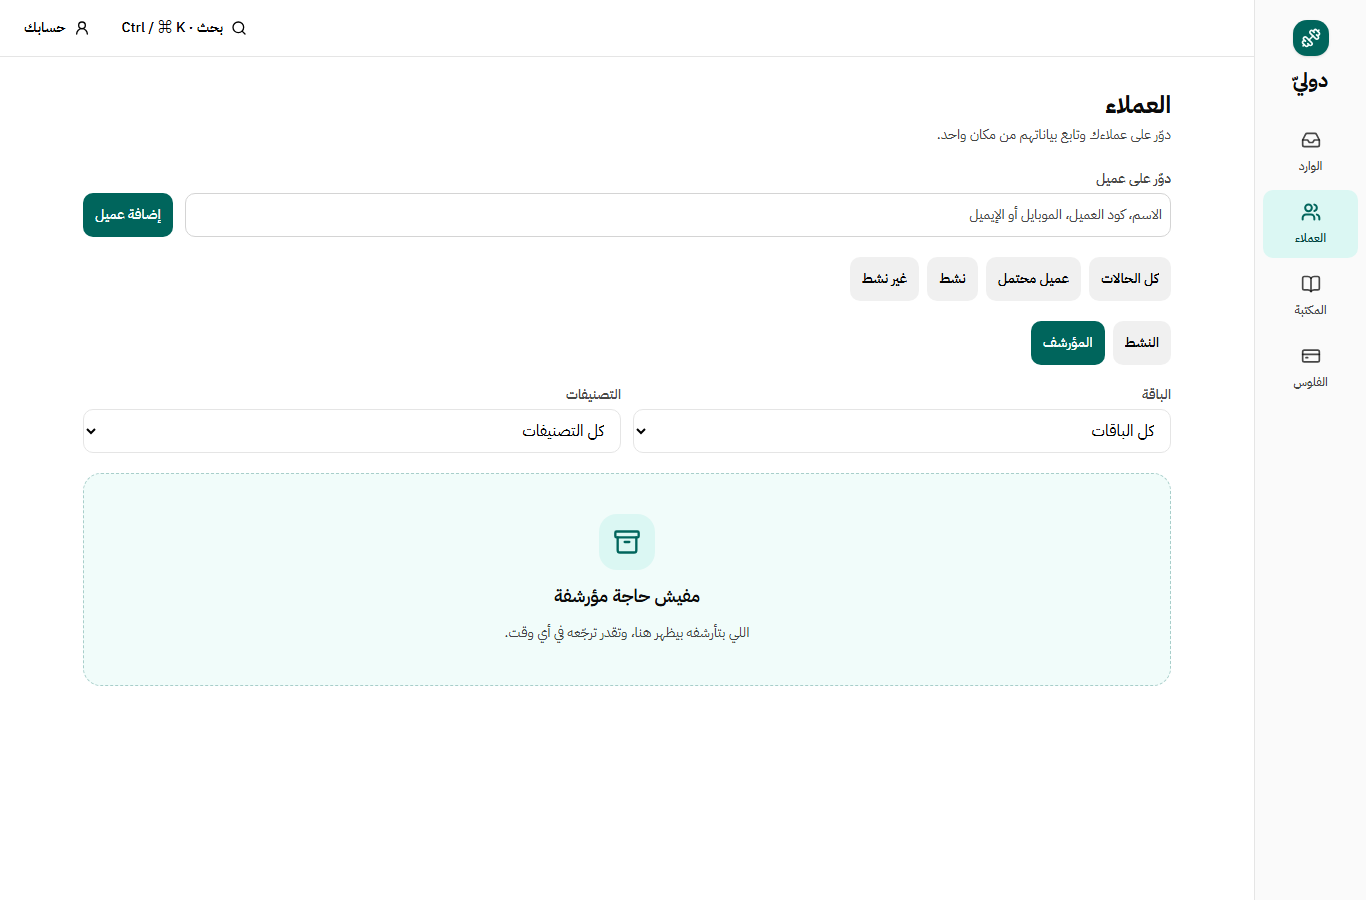 دوليّ
الوارد
العملاء
المكتبة
الفلوس
بحث · Ctrl / ⌘ K
حسابك
العملاء
دوّر على عملاءك وتابع بياناتهم من مكان واحد.
دوّر على عميل
الاسم، كود العميل، الموبايل أو الإيميل
إضافة عميل
كل الحالات
عميل محتمل
نشط
غير نشط
النشط
المؤرشف
الباقة
التصنيفات
كل الباقات
كل التصنيفات
مفيش حاجة مؤرشفة
اللي بتأرشفه بيظهر هنا، وتقدر ترجّعه في أي وقت.